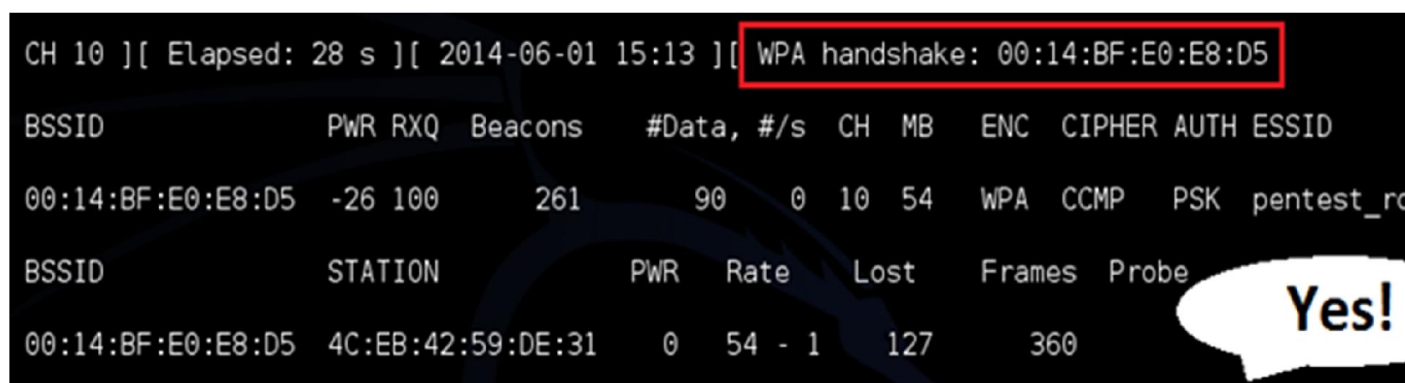 CH 10 ][ Elapsed: 28 s ][ 2014-06-01 15:13 ][ WPA handshake: 00:14:BF:E0:E8:D5
BSSID PWR RXQ Beacons #Data, #/s CH MB ENC CIPHER AUTH ESSID
00:14:BF:E0:E8:D5 -26 100 261 90 0 10 54 WPA CCMP PSK
BSSID STATION PWR Rate Lost Frames Probe
00:14:BF:E0:E8:D5 4C:EB:42:59:DE:31 0 54 - 1 127 360
Yes!